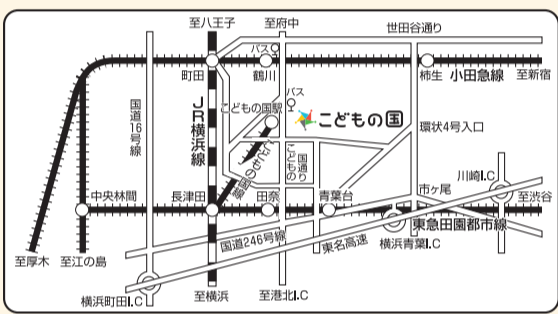 至八王子
至府中
世田谷通り
バス
町田
鶴川
柿生
小田急線
至新宿
国道16号線
JR横浜線
こどもの国駅
バス
こどもの国
こどもの国線
こどもの国通り
環状4号入口
川崎I.C
中央林間
長津田
田奈
青葉台
市ヶ尾
至渋谷
国道246号線
東名高速
横浜青葉I.C
東急田園都市線
至厚木
至江の島
横浜町田I.C
至横浜
至港北I.C